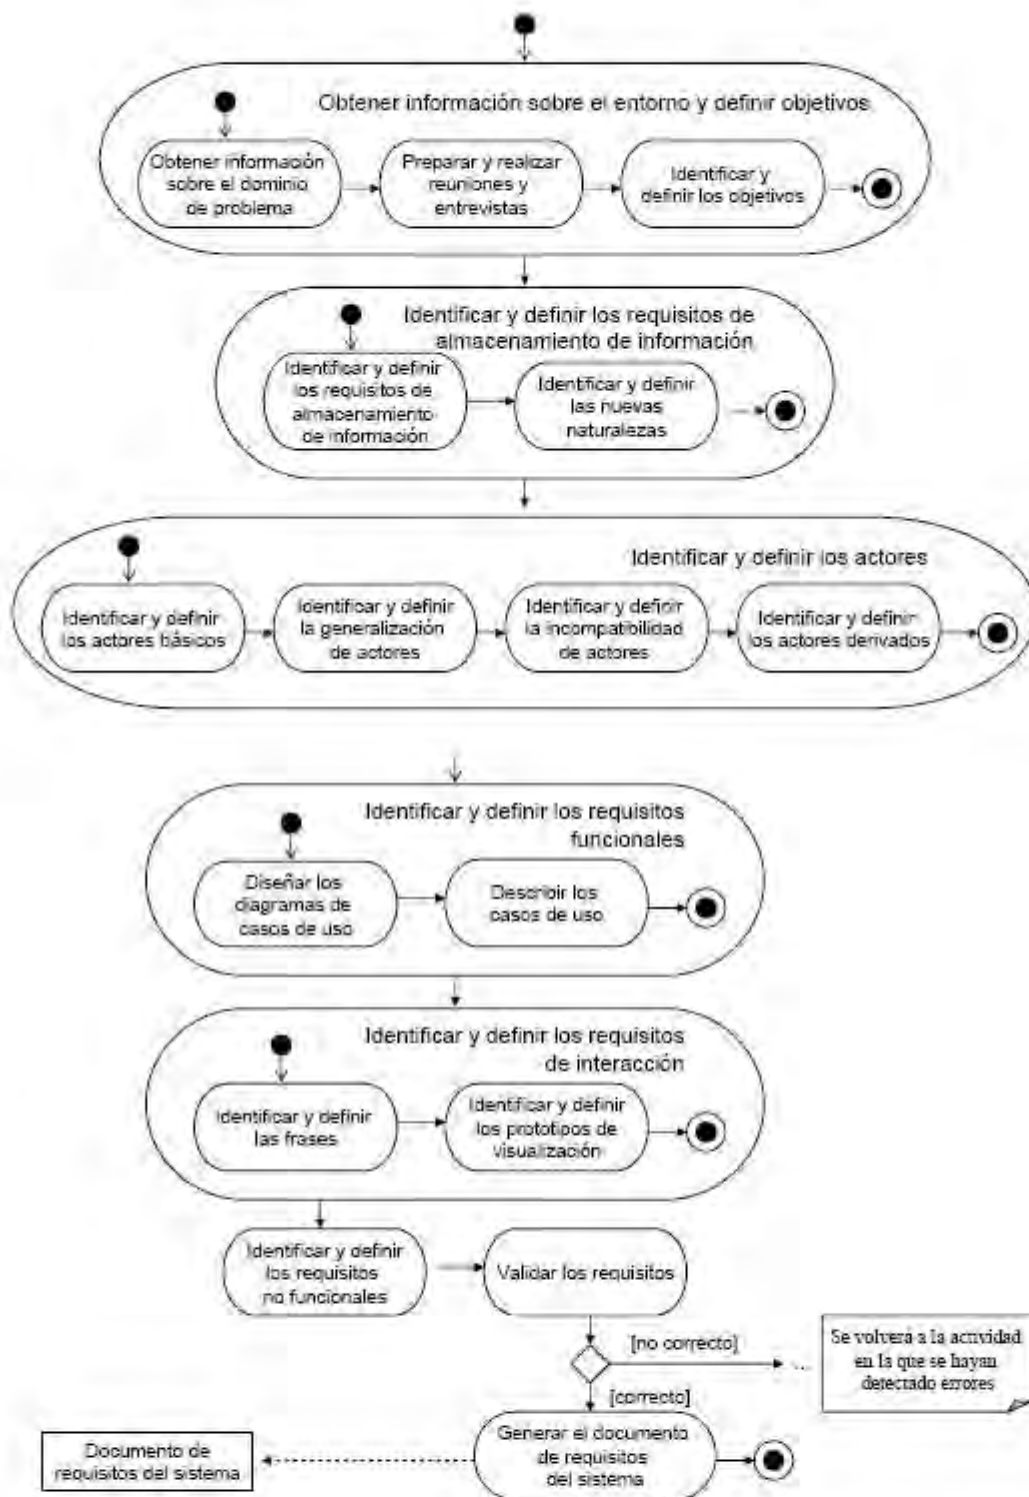 Obtener información sobre el entorno y definir objetivos
Obtener información
sobre el dominio
de problema
Preparar y realizar
reuniones y
entrevistas
Identificar y
definir los objetivos
Identificar y definir los requisitos de
almacenamiento de información
Identificar y definir
los requisitos de
almacenamiento
de información
Identificar y definir
las nuevas
naturalezas
Identificar y definir los actores
Identificar y definir
los actores básicos
Identificar y definir
la generalización
de actores
Identificar y definir
la incompatibilidad
de actores
Identificar y definir
los actores derivados
Identificar y definir los requisitos
funcionales
Diseñar los
diagramas de
casos de uso
Describir los
casos de uso
Identificar y definir los requisitos
de interacción
Identificar y definir
las frases
Identificar y definir
los prototipos de
visualización
Identificar y definir
los requisitos
no funcionales
Validar los requisitos
[no correcto]
Se volverá a la actividad
en la que se hayan
detectado errores
[correcto]
Generar el documento
de requisitos
del sistema
Documento de
requisitos del sistema